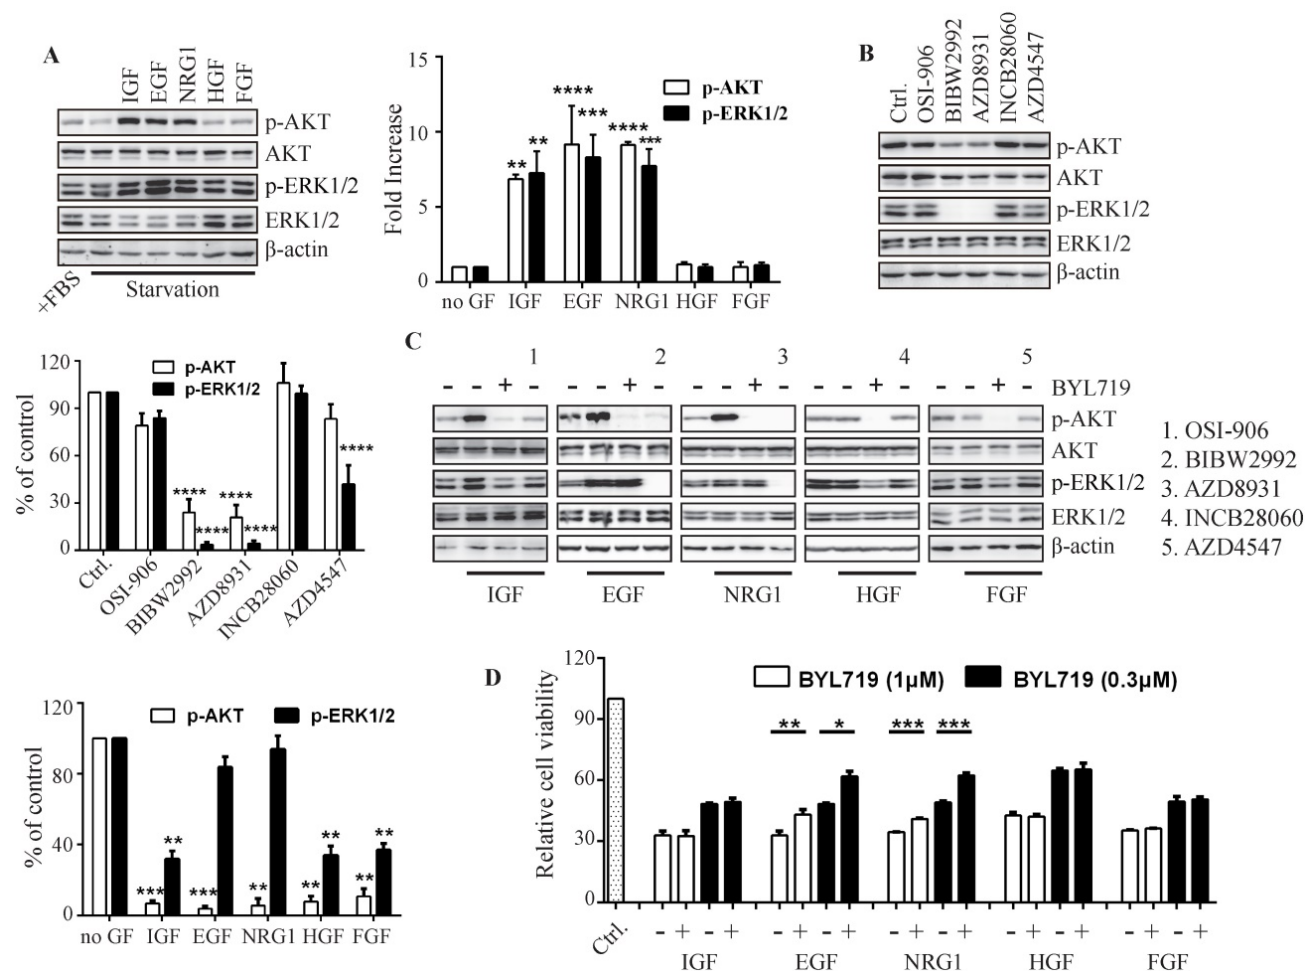 A
IGF
EGF
NRG1
HGF
FGF
p-AKT
AKT
p-ERK1/2
ERK1/2
β-actin
+FBS
Starvation
15
10
5
0
Fold Increase
p-AKT
p-ERK1/2
** ** **** *** **** ***
no GF IGF EGF NRG1 HGF FGF
B
Ctrl.
OSI-906
BIBW2992
AZD8931
INCB28060
AZD4547
p-AKT
AKT
p-ERK1/2
ERK1/2
β-actin
120
90
60
30
0
% of control
p-AKT
p-ERK1/2
**** **** **** **** ****
Ctrl.
OSI-906
BIBW2992
AZD8931
INCB28060
AZD4547
C
1 2 3 4 5
- - + - - - + - - - + - - - + - - - + -
BYL719
p-AKT
AKT
p-ERK1/2
ERK1/2
β-actin
IGF EGF NRG1 HGF FGF
1. OSI-906
2. BIBW2992
3. AZD8931
4. INCB28060
5. AZD4547
120
80
40
0
% of control
p-AKT p-ERK1/2
*** ** *** ** ** ** ** **
no GF IGF EGF NRG1 HGF FGF
D
120
90
60
30
0
Relative cell viability
BYL719 (1μM) BYL719 (0.3μM)
** * *** ***
Ctrl.
- + - + - + - + - + - + - + - + - + - +
IGF EGF NRG1 HGF FGF